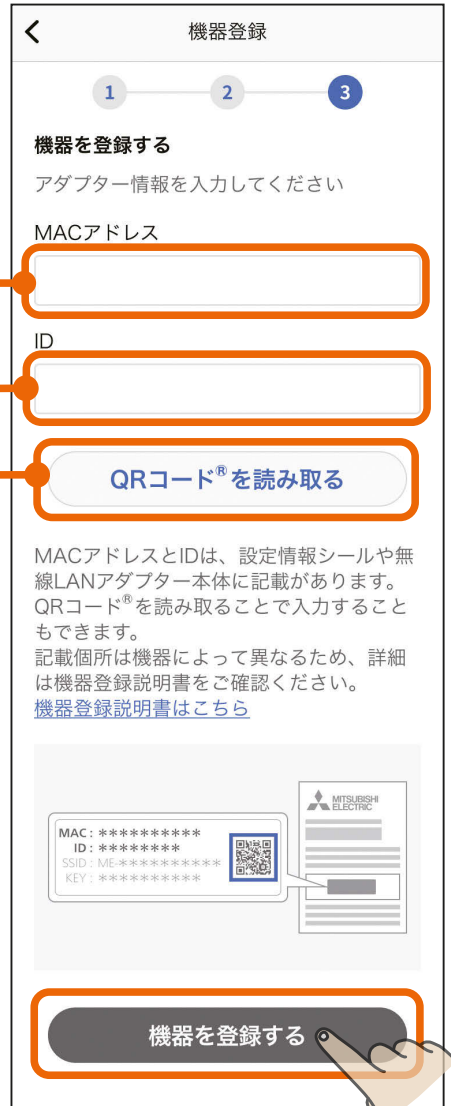 機器登録
1 2 3
機器を登録する
アダプター情報を入力してください
MACアドレス
ID
QRコード®を読み取る
MACアドレスとIDは、設定情報シールや無
線LANアダプター本体に記載があります。
QRコード®を読み取ることで入力すること
もできます。
記載個所は機器によって異なるため、詳細
は機器登録説明書をご確認ください。
機器登録説明書はこちら
MITSUBISHI
ELECTRIC
MAC : **********
ID : ********
SSID : ME-**********
KEY : **********
機器を登録する